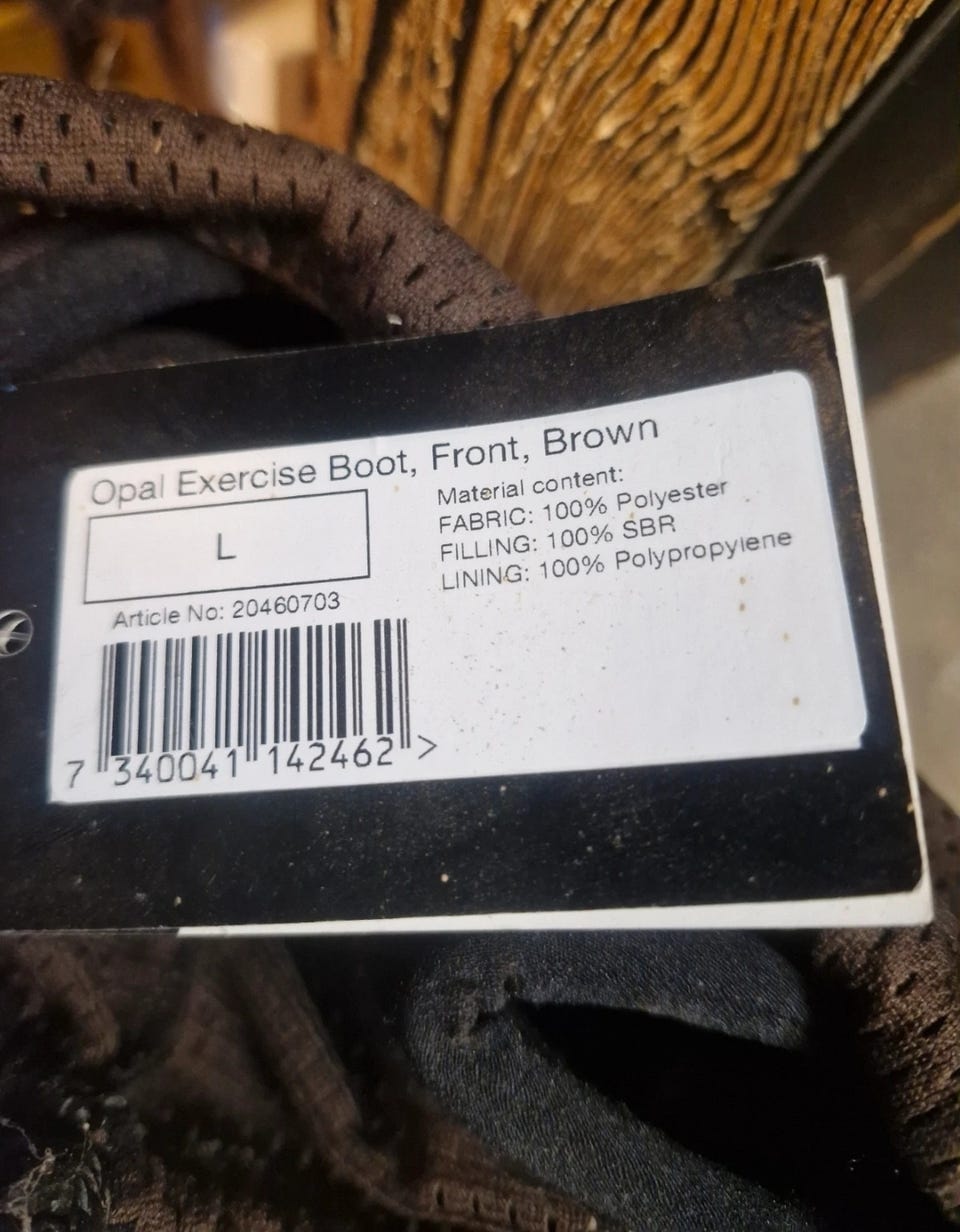 Opal Exercise Boot, Front, Brown
L
Article No: 20460703
7 340041 142462 >
Material content:
FABRIC: 100% Polyester
FILLING: 100% SBR
LINING: 100% Polypropylene